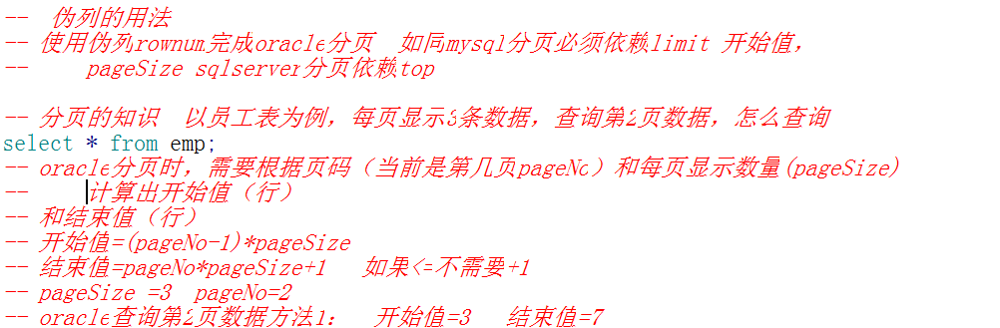 --  伪列的用法
-- 使用伪列rownum完成oracle分页  如同mysql分页必须依赖limit 开始值，
--     pageSize sqlserver分页依赖top
-- 分页的知识  以员工表为例，每页显示3条数据，查询第2页数据，怎么查询
select * from emp;
-- oracle分页时，需要根据页码（当前是第几页pageNo）和每页显示数量(pageSize)
--     计算出开始值（行）
-- 和结束值（行）
-- 开始值=(pageNo-1)*pageSize
-- 结束值=pageNo*pageSize+1   如果<=不需要+1
-- pageSize =3  pageNo=2
-- oracle查询第2页数据方法1：  开始值=3   结束值=7